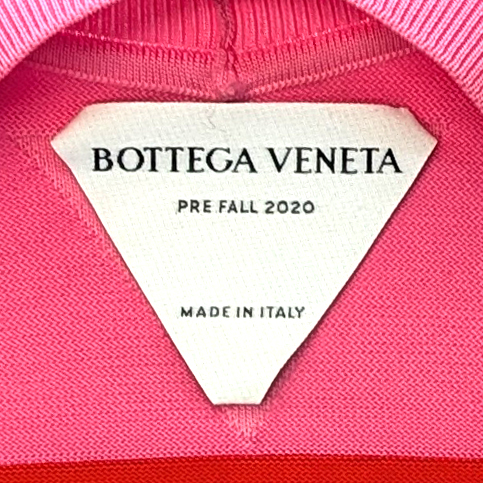 BOTTEGA VENETA
PRE FALL 2020
MADE IN ITALY